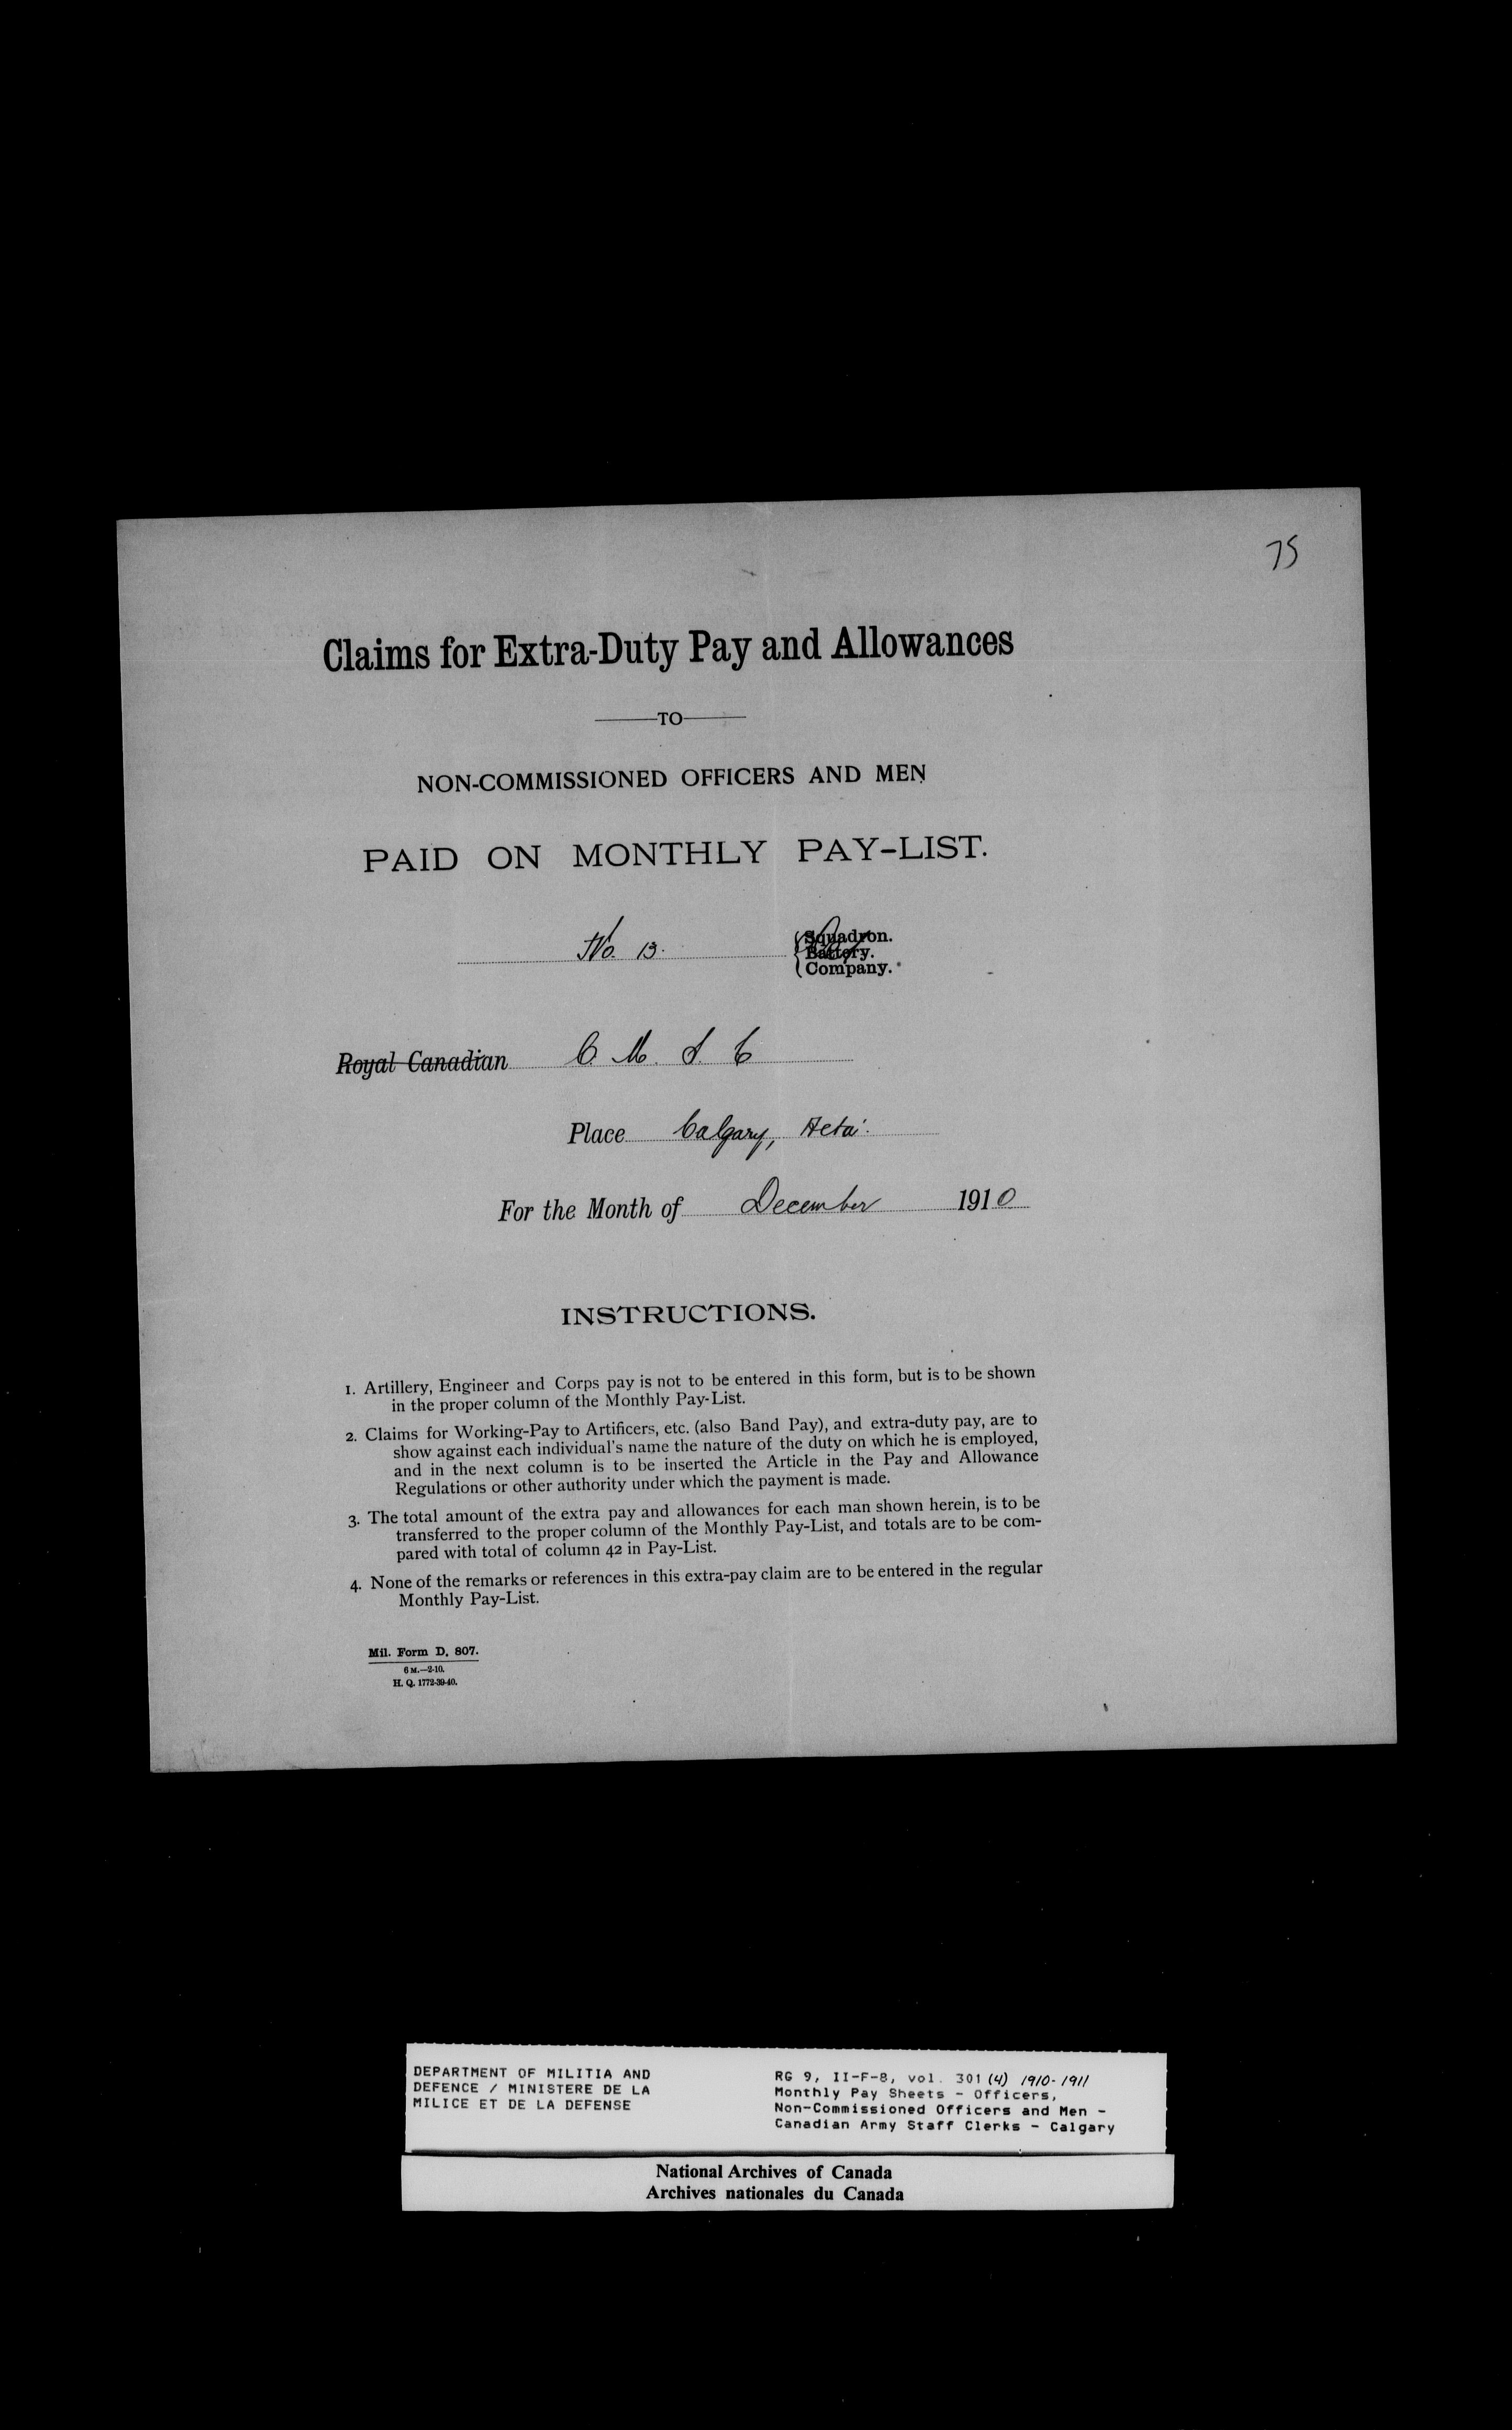 75
Claims for Extra-Duty Pay and Allowances
TO
NON-COMMISSIONED OFFICERS AND MEN
PAID ON MONTHLY PAY-LIST.
No. 13. Squadron.
Battery.
Company.
Royal Canadian C. M. S. C
Place Calgary, Alta.
For the Month of December 1910
INSTRUCTIONS.
1. Artillery, Engineer and Corps pay is not to be entered in this form, but is to be shown
in the proper column of the Monthly Pay-List.
2. Claims for Working-Pay to Artificers, etc. (also Band Pay), and extra-duty pay, are to
show against each individual's name the nature of the duty on which he is employed,
and in the next column is to be inserted the Article in the Pay and Allowance
Regulations or other authority under which the payment is made.
3. The total amount of the extra pay and allowances for each man shown herein, is to be
transferred to the proper column of the Monthly Pay-List, and totals are to be com-
pared with total of column 42 in Pay-List.
4. None of the remarks or references in this extra-pay claim are to be entered in the regular
Monthly Pay-List.
Mil. Form D. 807.
6 M.—2-10.
H. Q. 1772-39-40.
DEPARTMENT OF MILITIA AND
DEFENCE / MINISTERE DE LA
MILICE ET DE LA DEFENSE
RG 9, II-F-8, vol. 301 (4) 1910-1911
Monthly Pay Sheets - Officers,
Non-Commissioned Officers and Men -
Canadian Army Staff Clerks - Calgary
National Archives of Canada
Archives nationales du Canada